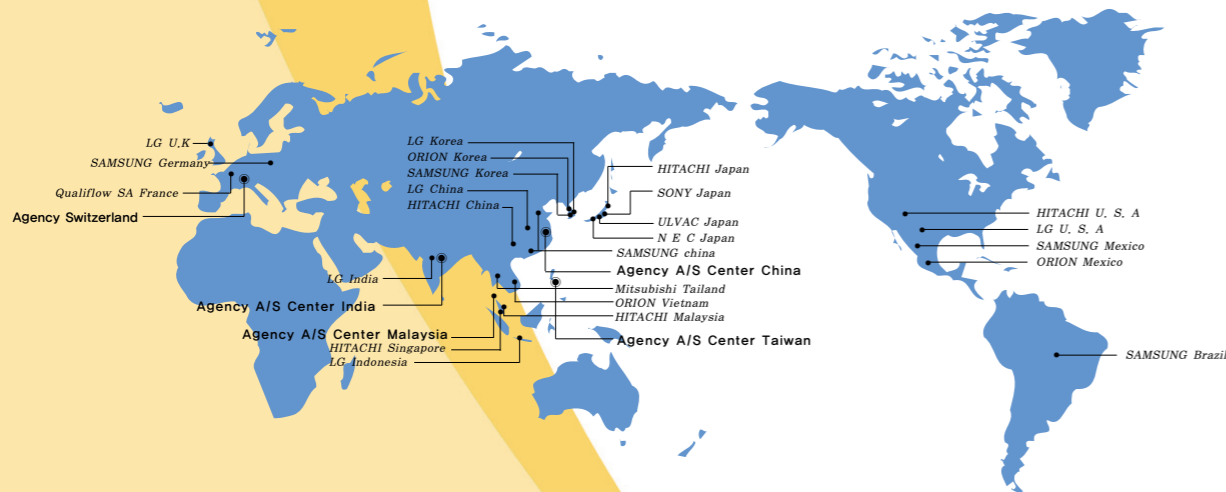 LG U.K
SAMSUNG Germany
Qualiflow SA France
Agency Switzerland
LG Korea
ORION Korea
SAMSUNG Korea
LG China
HITACHI China
HITACHI Japan
SONY Japan
ULVAC Japan
N E C Japan
SAMSUNG china
Agency A/S Center China
Mitsubishi Tailand
ORION Vietnam
HITACHI Malaysia
Agency A/S Center Taiwan
LG India
Agency A/S Center India
Agency A/S Center Malaysia
HITACHI Singapore
LG Indonesia
HITACHI U. S. A
LG U. S. A
SAMSUNG Mexico
ORION Mexico
SAMSUNG Brazil